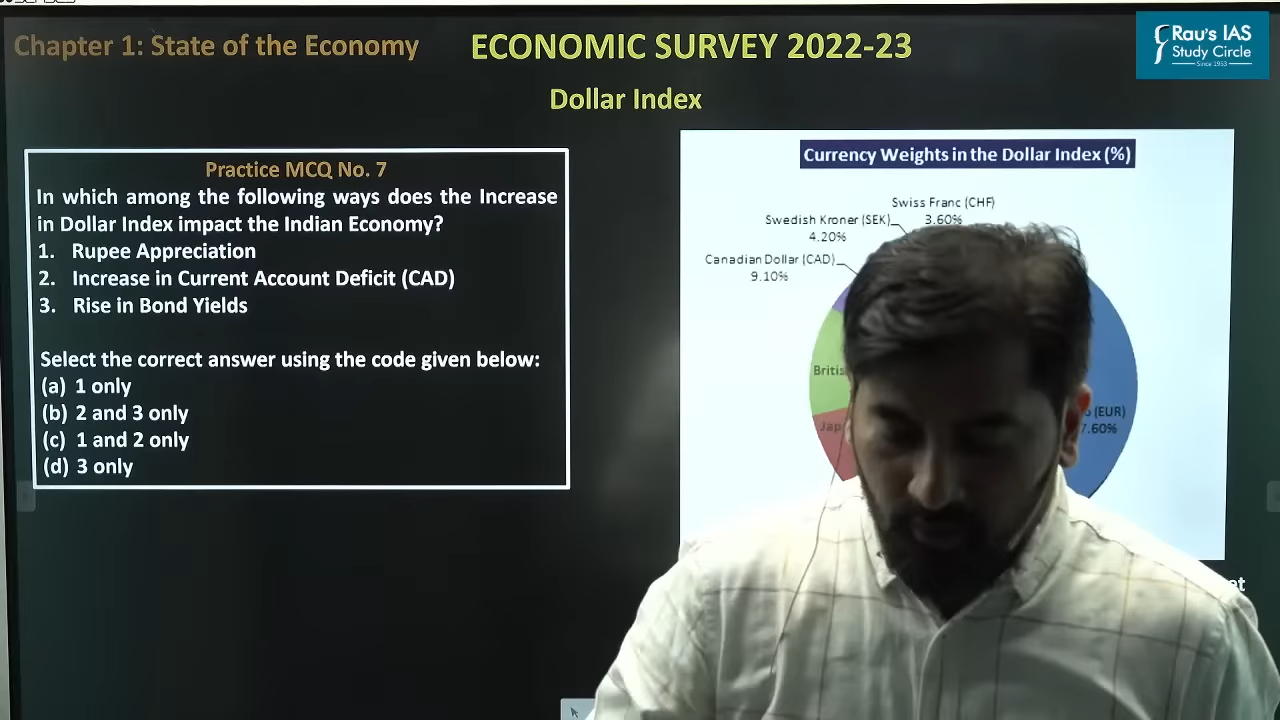 Chapter 1: State of the Economy
ECONOMIC SURVEY 2022-23
Rau's IAS
Study Circle
Since 1953
Dollar Index
Practice MCQ No. 7
In which among the following ways does the Increase
in Dollar Index impact the Indian Economy?
1. Rupee Appreciation
2. Increase in Current Account Deficit (CAD)
3. Rise in Bond Yields
Select the correct answer using the code given below:
(a) 1 only
(b) 2 and 3 only
(c) 1 and 2 only
(d) 3 only
Currency Weights in the Dollar Index (%)
Swiss Franc (CHF)
3.60%
Swedish Kroner (SEK)
4.20%
Canadian Dollar (CAD)
9.10%
(EUR)
7.60%